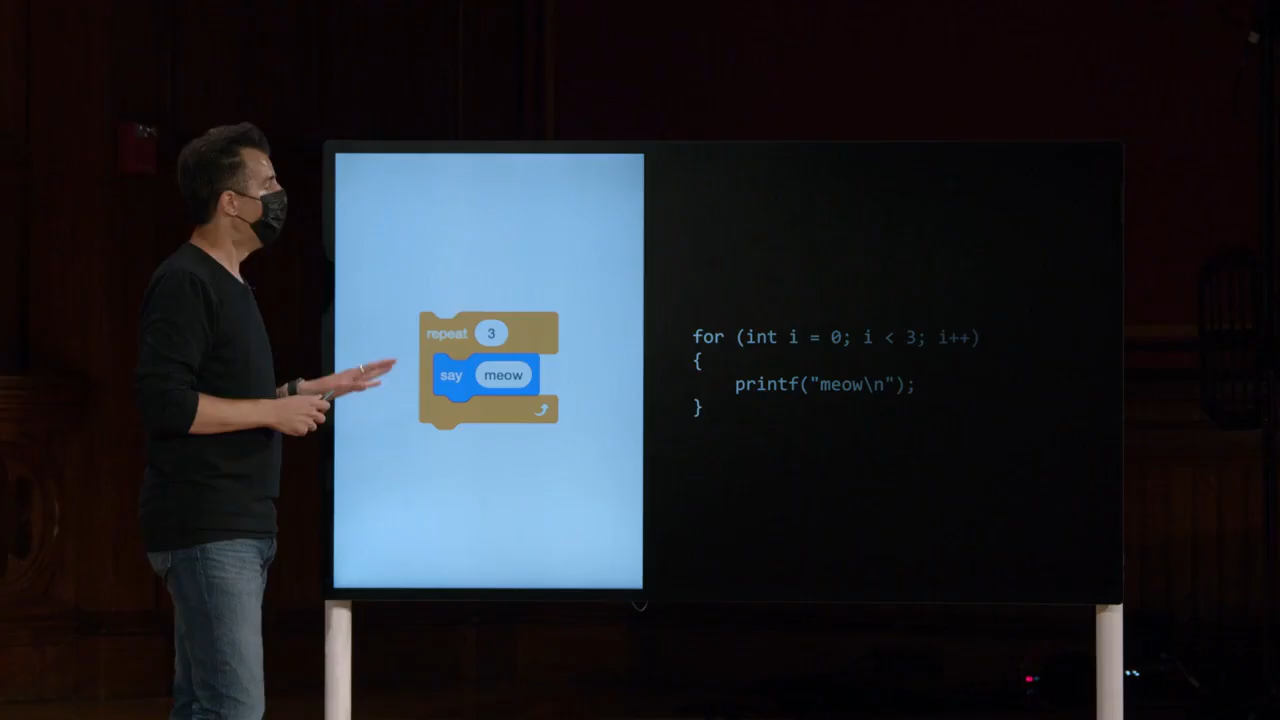 repeat 3
say meow
for (int i = 0; i < 3; i++)
{
    printf("meow\n");
}